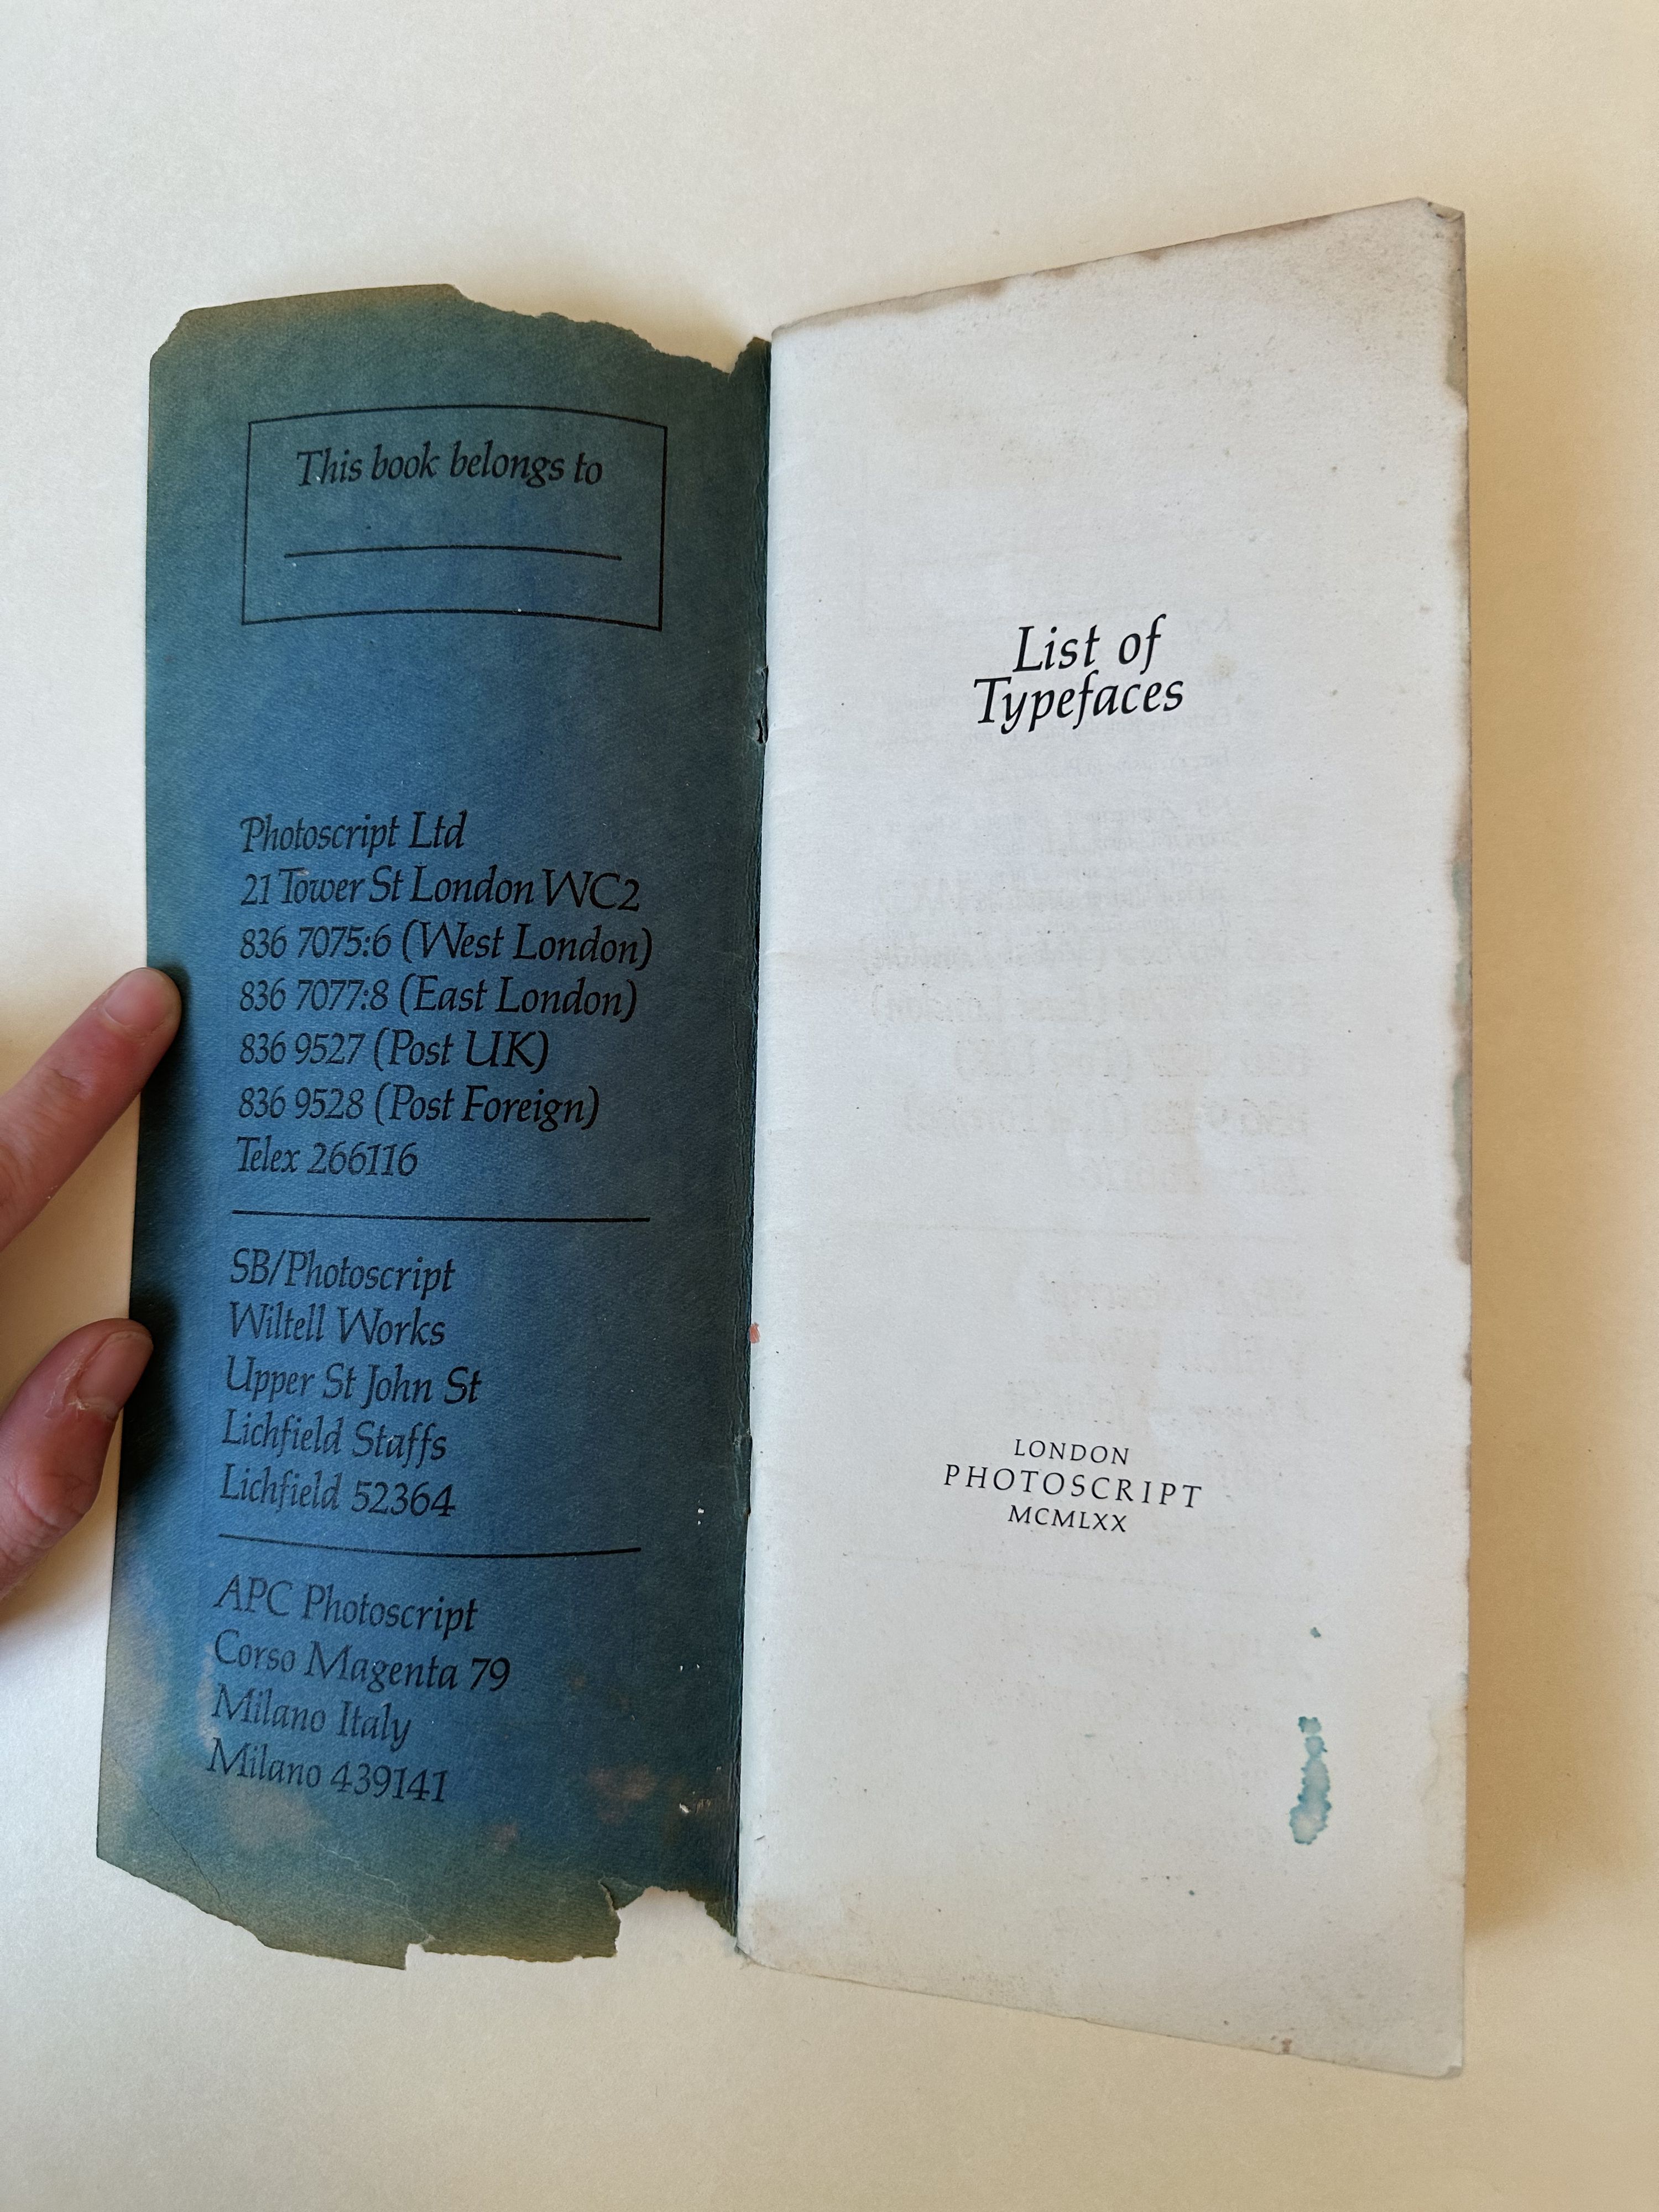 This book belongs to
Photoscript Ltd
21 Tower St London WC2
836 7075:6 (West London)
836 7077:8 (East London)
836 9527 (Post UK)
836 9528 (Post Foreign)
Telex 266116
SB/Photoscript
Wiltell Works
Upper St John St
Lichfield Staffs
Lichfield 52364
APC Photoscript
Corso Magenta 79
Milano Italy
Milano 439141
List of
Typefaces
LONDON
PHOTOSCRIPT
MCMLXX